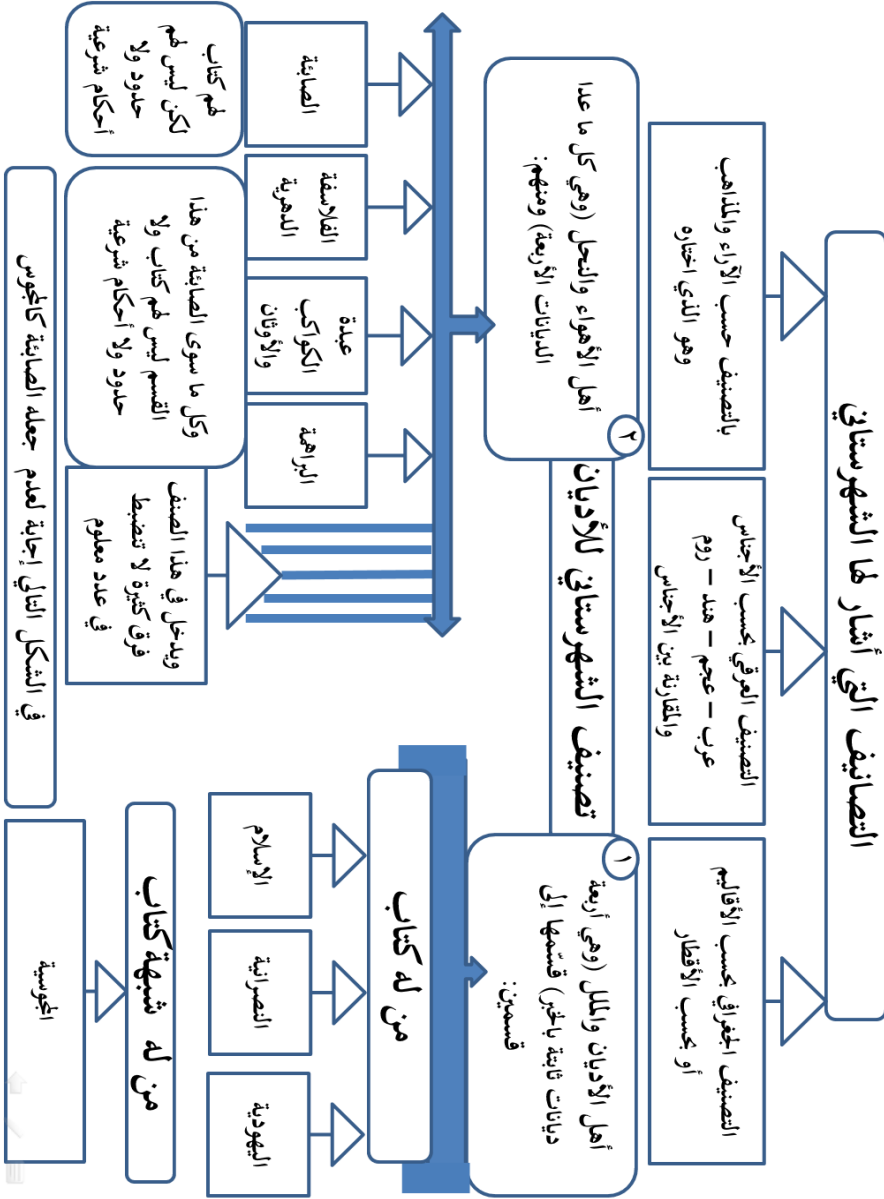 التصانيف التي أشار لها الشهرستاني
التصنيف الجغرافي بحسب الأقاليم
أو بحسب الأقطار
التصنيف العرقي بحسب الأجناس
عرب – عجم – هند – روم
والمقارنة بين الأجناس
بالتصنيف حسب الآراء والمذاهب
وهو الذي اختاره
تصنيف الشهرستاني للأديان
١
أهل الأديان والملل (وهي أربعة
ديانات ثابتة بالخبر) قسّمها إلى
قسمين:
من له كتاب
اليهودية
النصرانية
الإسلام
من له شبهة كتاب
المجوسية
٢
أهل الأهواء والنحل (وهي كل ما عدا
الديانات الأربعة) ومنهم:
الصابئة
الفلاسفة
الدهرية
عبدة
الكواكب
والأوثان
البراهمة
لهم كتاب
لكن ليس لهم
حدود ولا
أحكام شرعية
وكل ما سوى الصابئة من هذا
القسم ليس لهم كتاب ولا
حدود ولا أحكام شرعية
ويدخل في هذا الصنف
فرق كثيرة لا تنضبط
في عدد معلوم
في الشكل التالي إجابة لعدم جعله الصابئة كالمجوس